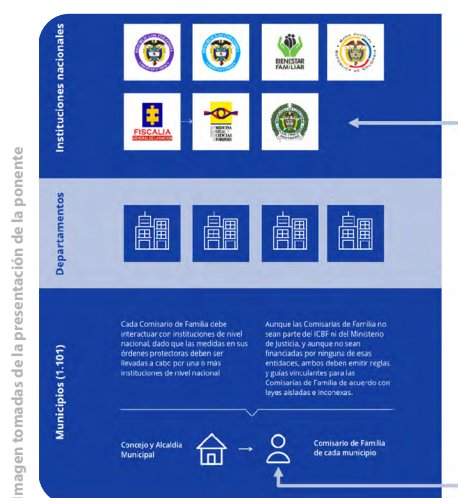 Imagen tomadas de la presentación de la ponente
Instituciones nacionales
BIENESTAR
FAMILIAR
FISCALIA
GENERAL DE LA NACION
Departamentos
Municipios (1.101)
Cada Comisario de Familia debe
interactuar con instituciones de nivel
nacional, dado que las medidas en sus
órdenes protectoras deben ser
llevadas a cabo por una o más
instituciones de nivel nacional
Aunque las Comisarías de Familia no
sean parte del ICBF ni del Ministerio
de Justicia, y aunque no sean
financiadas por ninguna de esas
entidades, ambos deben emitir reglas
y guías vinculantes para las
Comisarías de Familia de acuerdo con
leyes aisladas e inconexas.
Concejo y Alcaldía
Municipal
Comisario de Familia
de cada municipio